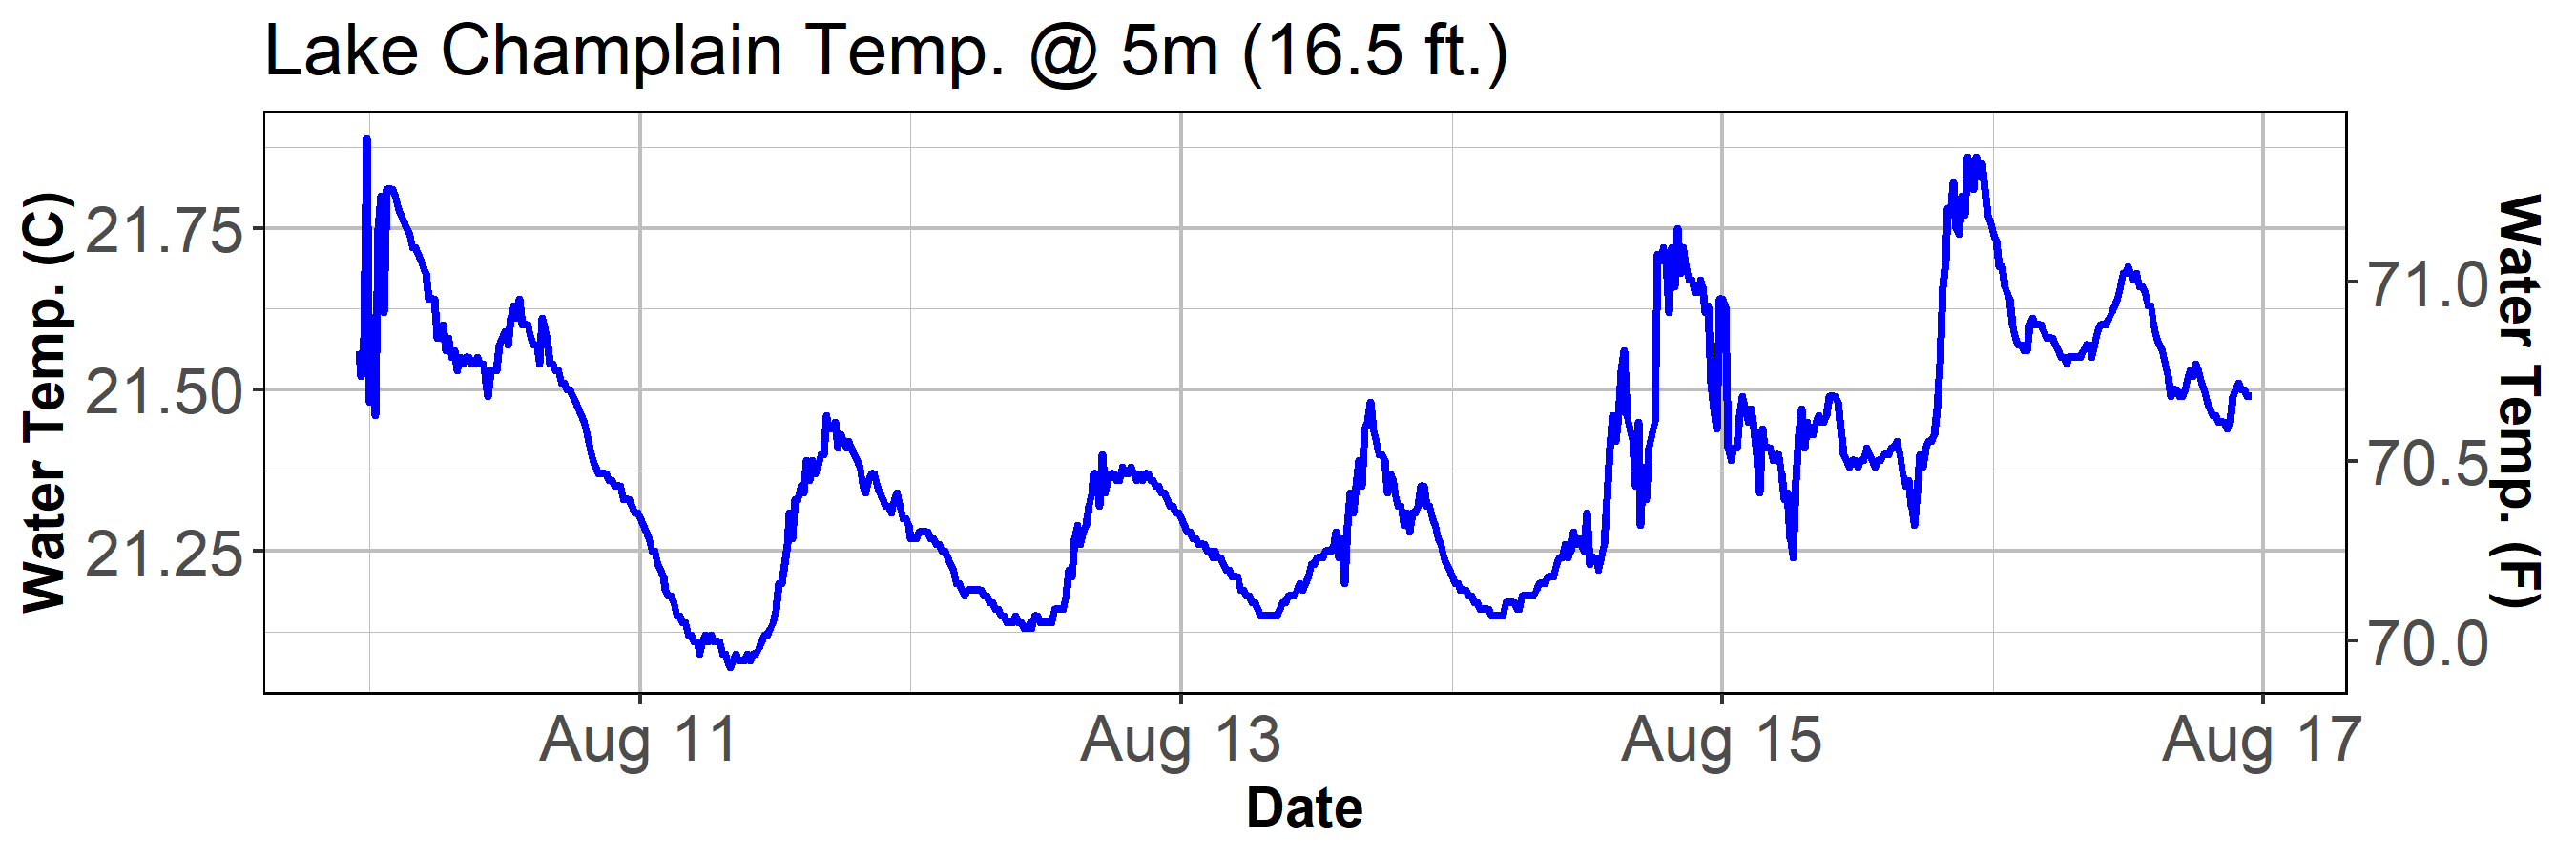 Lake Champlain Temp. @ 5m (16.5 ft.)
Water Temp. (C)
21.75
21.50
21.25
71.0
70.5
70.0
Water Temp. (F)
Aug 11
Aug 13
Aug 15
Aug 17
Date